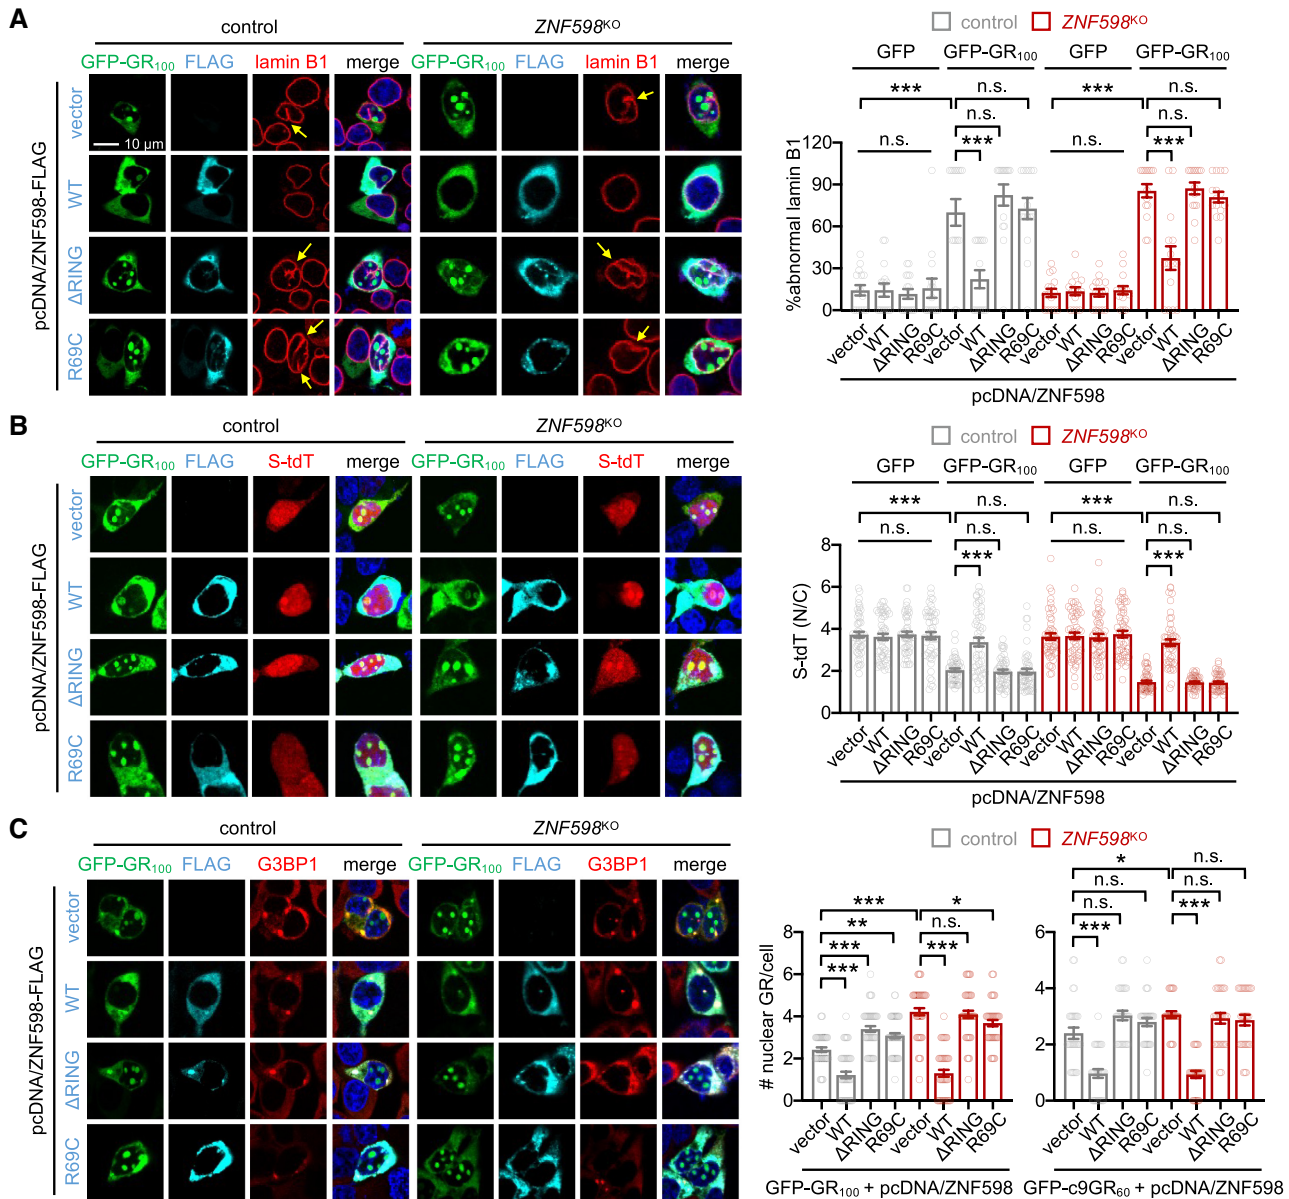 A
control
ZNF598KO
GFP-GR100 FLAG lamin B1 merge GFP-GR100 FLAG lamin B1 merge
pcDNA/ZNF598-FLAG
vector
10 µm
WT
ΔRING
R69C
control ZNF598KO
GFP GFP-GR100 GFP GFP-GR100
n.s. n.s.
*** ***
n.s. n.s.
n.s. *** n.s. ***
%abnormal lamin B1
120
90
60
30
0
vector WT ΔRING R69C vector WT ΔRING R69C vector WT ΔRING R69C vector WT ΔRING R69C
pcDNA/ZNF598
B
control
ZNF598KO
GFP-GR100 FLAG S-tdT merge GFP-GR100 FLAG S-tdT merge
pcDNA/ZNF598-FLAG
vector
WT
ΔRING
R69C
control ZNF598KO
GFP GFP-GR100 GFP GFP-GR100
*** n.s. *** n.s.
n.s. n.s. n.s. n.s.
*** ***
S-tdT (N/C)
8
6
4
2
0
vector WT ΔRING R69C vector WT ΔRING R69C vector WT ΔRING R69C vector WT ΔRING R69C
pcDNA/ZNF598
C
control
ZNF598KO
GFP-GR100 FLAG G3BP1 merge GFP-GR100 FLAG G3BP1 merge
pcDNA/ZNF598-FLAG
vector
WT
ΔRING
R69C
control ZNF598KO
*** *
** n.s.
*** ***
***
# nuclear GR/cell
8
6
4
2
0
vector WT ΔRING R69C vector WT ΔRING R69C
GFP-GR100 + pcDNA/ZNF598
* n.s.
n.s. n.s.
n.s. ***
***
6
4
2
0
vector WT ΔRING R69C vector WT ΔRING R69C
GFP-c9GR60 + pcDNA/ZNF598